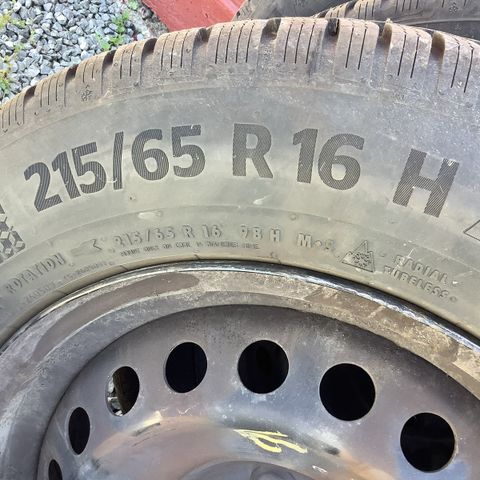 215/65 R 16 H
ROTATION < 215/65 R 16 98 H M+S RADIAL
TUBELESS